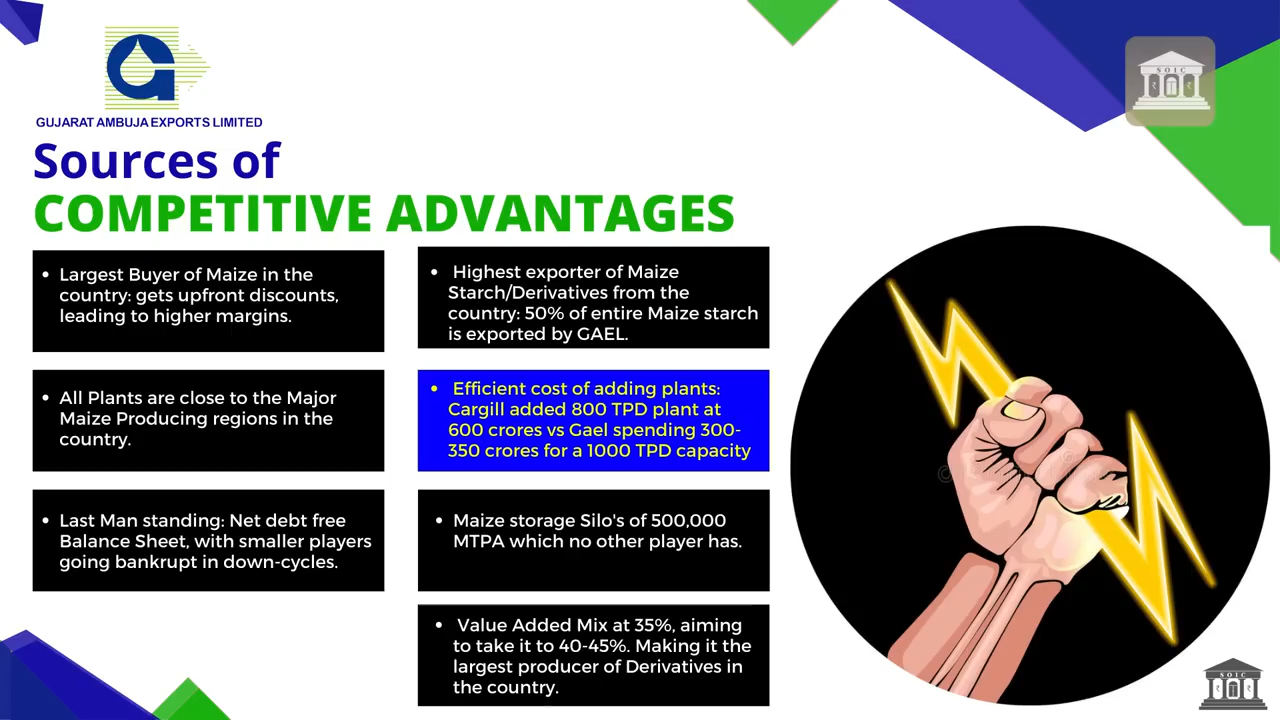 SOIC
GUJARAT AMBUJA EXPORTS LIMITED
Sources of
COMPETITIVE ADVANTAGES
• Largest Buyer of Maize in the
country: gets upfront discounts,
leading to higher margins.
• All Plants are close to the Major
Maize Producing regions in the
country.
• Last Man standing: Net debt free
Balance Sheet, with smaller players
going bankrupt in down-cycles.
• Highest exporter of Maize
Starch/Derivatives from the
country: 50% of entire Maize starch
is exported by GAEL.
• Efficient cost of adding plants:
Cargill added 800 TPD plant at
600 crores vs Gael spending 300-
350 crores for a 1000 TPD capacity
• Maize storage Silo's of 500,000
MTPA which no other player has.
• Value Added Mix at 35%, aiming
to take it to 40-45%. Making it the
largest producer of Derivatives in
the country.
SOIC